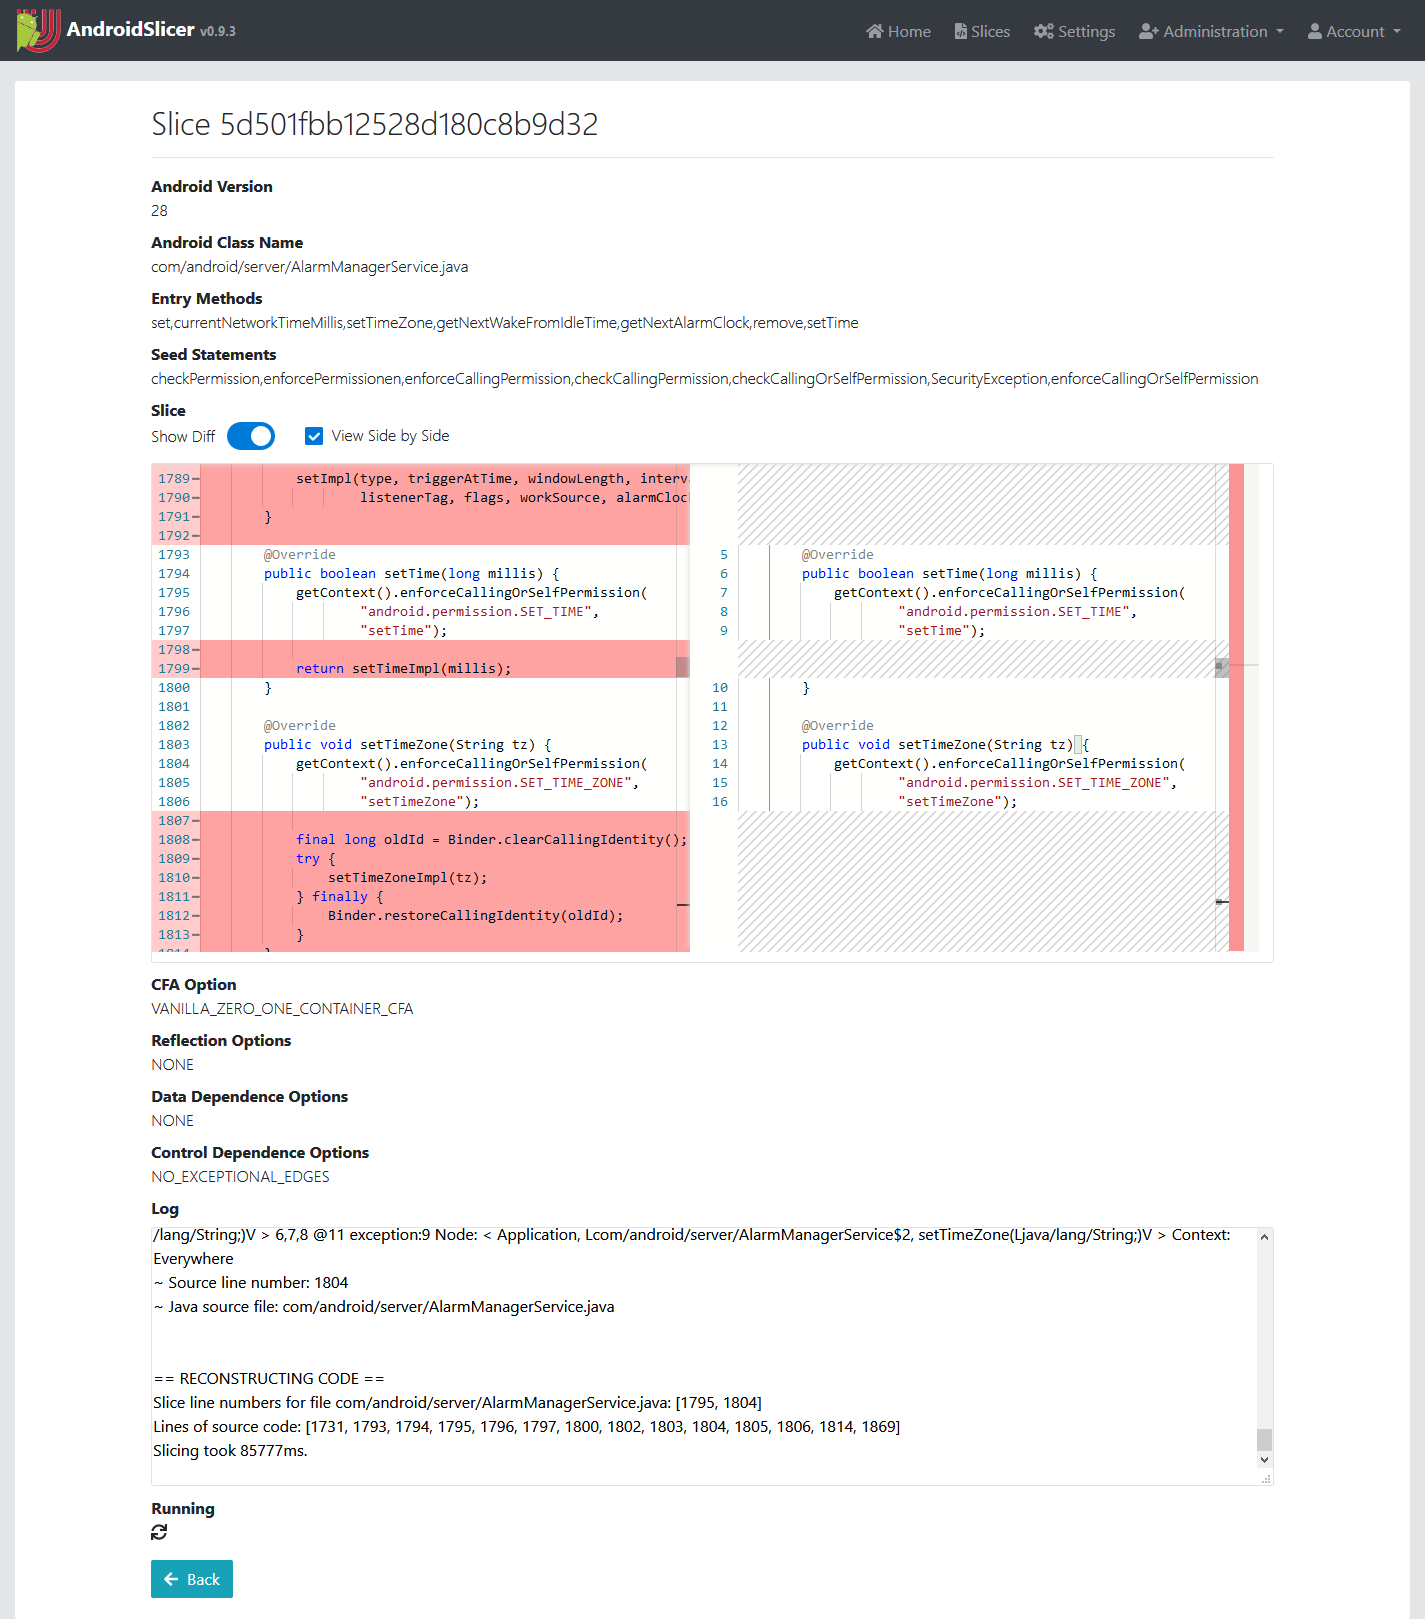 AndroidSlicer v0.9.3
Home Slices Settings Administration Account
Slice 5d501fbb12528d180c8b9d32
Android Version
28
Android Class Name
com/android/server/AlarmManagerService.java
Entry Methods
set,currentNetworkTimeMillis,setTimeZone,getNextWakeFromIdleTime,getNextAlarmClock,remove,setTime
Seed Statements
checkPermission,enforcePermissionen,enforceCallingPermission,checkCallingPermission,checkCallingOrSelfPermission,SecurityException,enforceCallingOrSelfPermission
Slice
Show Diff View Side by Side
1789- setImpl(type, triggerAtTime, windowLength, interv
1790- listenerTag, flags, workSource, alarmCloc
1791- }
1792-
1793 @Override
1794 public boolean setTime(long millis) {
1795 getContext().enforceCallingOrSelfPermission(
1796 "android.permission.SET_TIME",
1797 "setTime");
1798-
1799- return setTimeImpl(millis);
1800 }
1801
1802 @Override
1803 public void setTimeZone(String tz) {
1804 getContext().enforceCallingOrSelfPermission(
1805 "android.permission.SET_TIME_ZONE",
1806 "setTimeZone");
1807-
1808- final long oldId = Binder.clearCallingIdentity();
1809- try {
1810- setTimeZoneImpl(tz);
1811- } finally {
1812- Binder.restoreCallingIdentity(oldId);
1813- }
1814- }
5 @Override
6 public boolean setTime(long millis) {
7 getContext().enforceCallingOrSelfPermission(
8 "android.permission.SET_TIME",
9 "setTime");
10 }
11
12 @Override
13 public void setTimeZone(String tz) {
14 getContext().enforceCallingOrSelfPermission(
15 "android.permission.SET_TIME_ZONE",
16 "setTimeZone");
CFA Option
VANILLA_ZERO_ONE_CONTAINER_CFA
Reflection Options
NONE
Data Dependence Options
NONE
Control Dependence Options
NO_EXCEPTIONAL_EDGES
Log
/lang/String;)V > 6,7,8 @11 exception:9 Node: < Application, Lcom/android/server/AlarmManagerService$2, setTimeZone(Ljava/lang/String;)V > Context:
Everywhere
~ Source line number: 1804
~ Java source file: com/android/server/AlarmManagerService.java
== RECONSTRUCTING CODE ==
Slice line numbers for file com/android/server/AlarmManagerService.java: [1795, 1804]
Lines of source code: [1731, 1793, 1794, 1795, 1796, 1797, 1800, 1802, 1803, 1804, 1805, 1806, 1814, 1869]
Slicing took 85777ms.
Running
Back